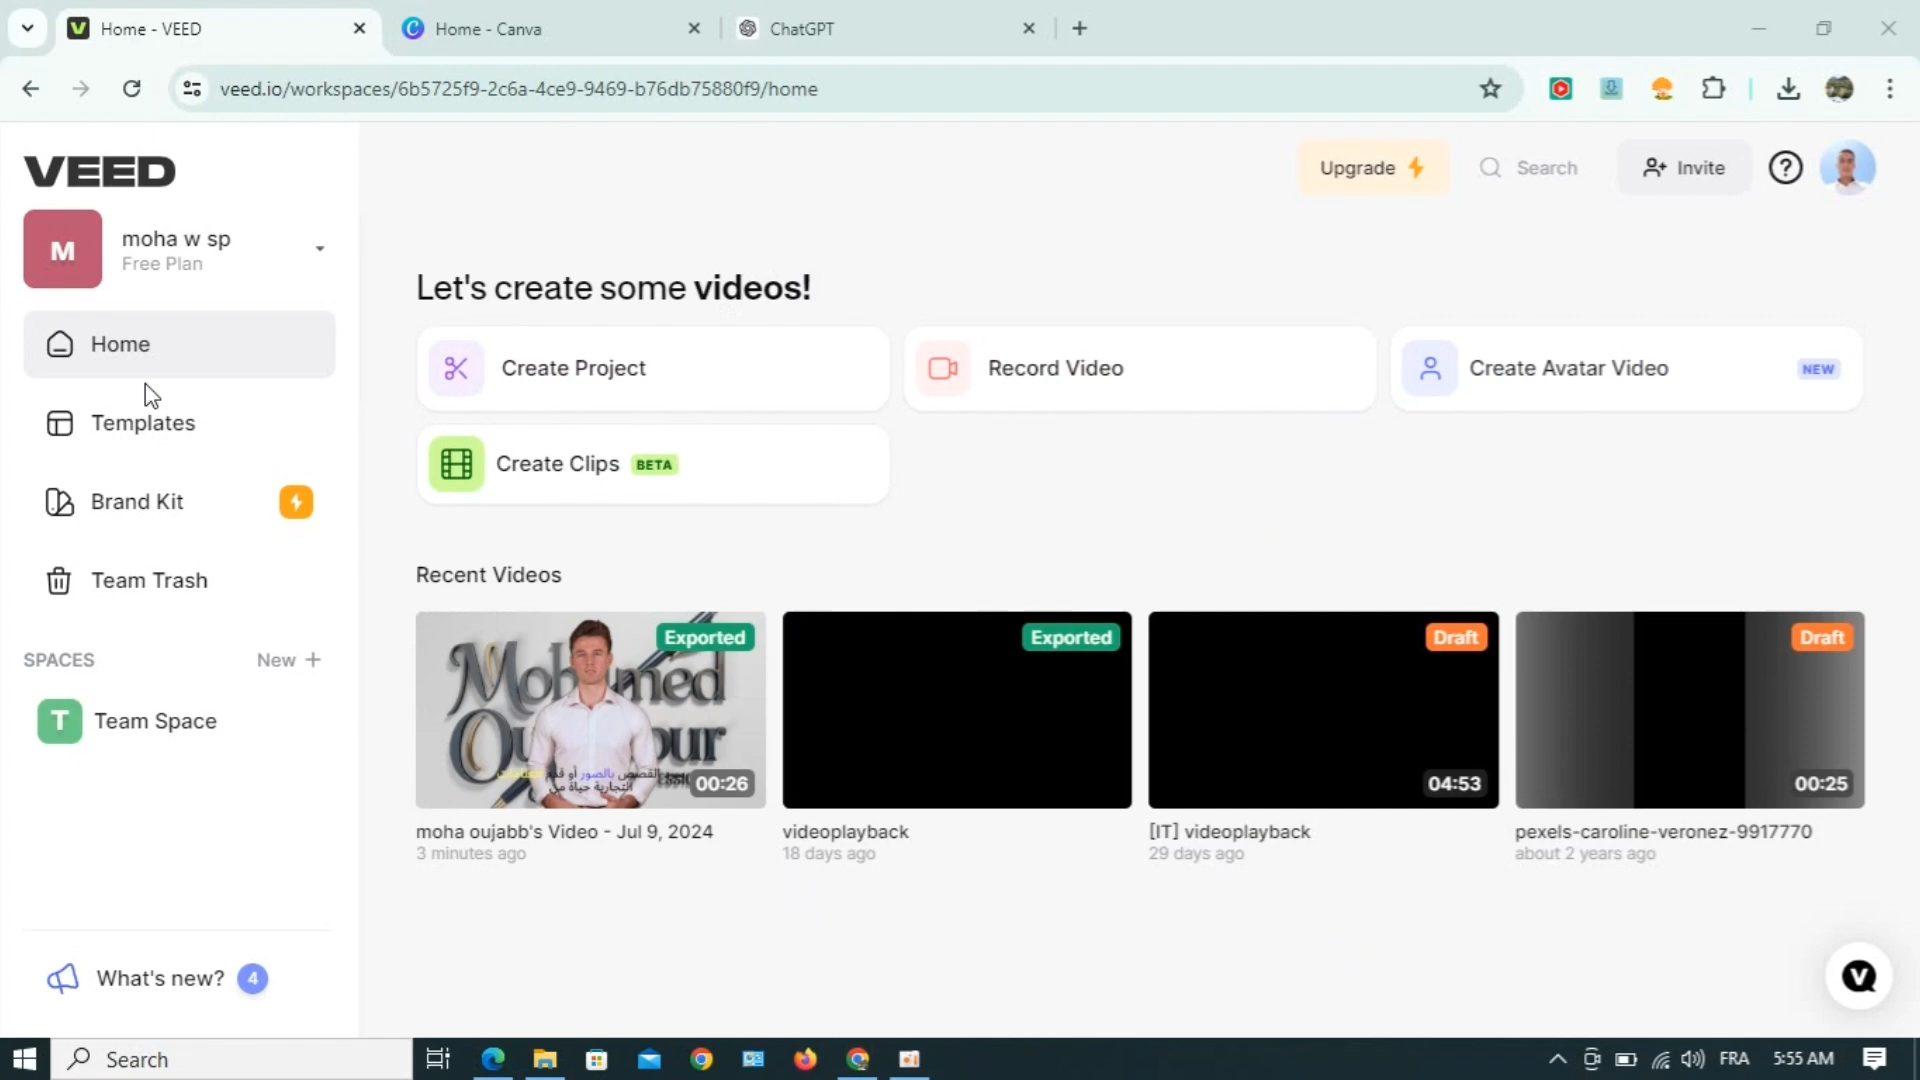 Home - VEED
Home - Canva
ChatGPT
veed.io/workspaces/6b5725f9-2c6a-4ce9-9469-b76db75880f9/home
VEED
Upgrade
Search
Invite
M
moha w sp
Free Plan
Home
Templates
Brand Kit
Team Trash
SPACES
New +
T
Team Space
What's new?
4
Let's create some videos!
Create Project
Record Video
Create Avatar Video
NEW
Create Clips
BETA
Recent Videos
Exported
00:26
moha oujabb's Video - Jul 9, 2024
3 minutes ago
Exported
videoplayback
18 days ago
Draft
04:53
[IT] videoplayback
29 days ago
Draft
00:25
pexels-caroline-veronez-9917770
about 2 years ago
Search
FRA
5:55 AM